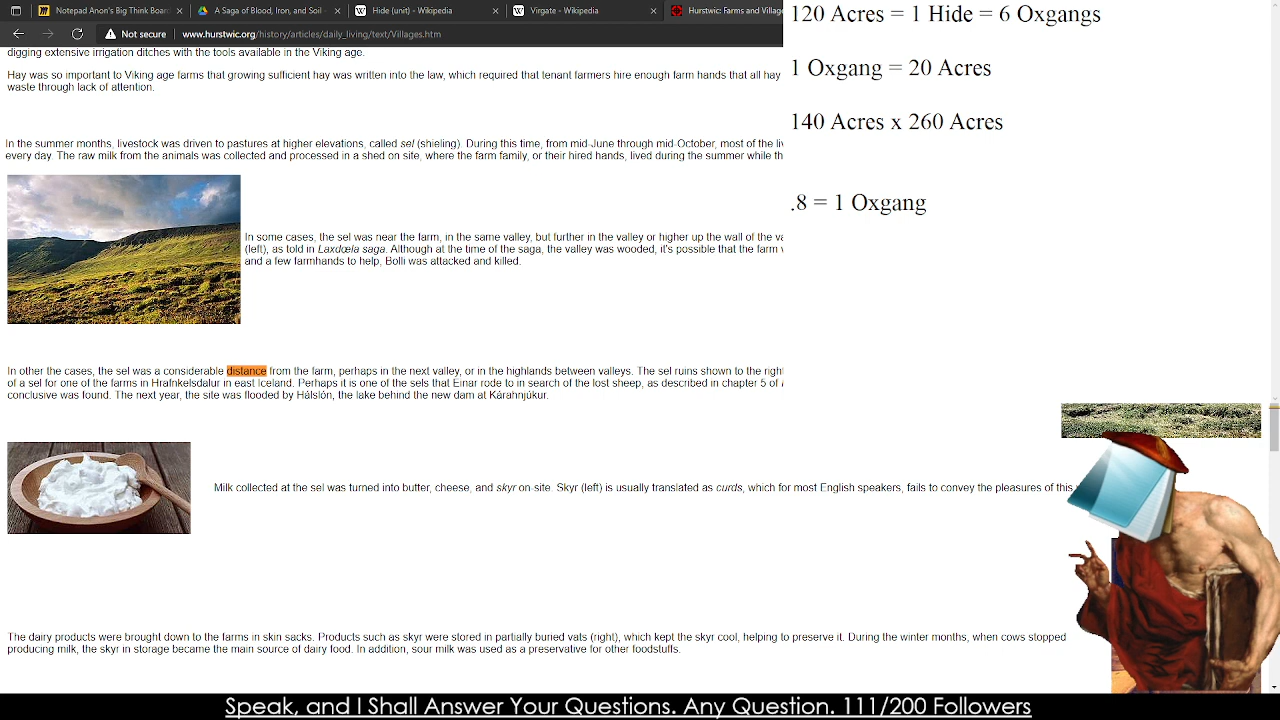 Notepad Anon's Big Think Board
A Saga of Blood, Iron, and Soil -
Hide (unit) - Wikipedia
Virgate - Wikipedia
Hurstwic: Farms and Village
Not secure
www.hurstwic.org/history/articles/daily_living/text/Villages.htm
120 Acres = 1 Hide = 6 Oxgangs
1 Oxgang = 20 Acres
140 Acres x 260 Acres
.8 = 1 Oxgang
digging extensive irrigation ditches with the tools available in the Viking age.
Hay was so important to Viking age farms that growing sufficient hay was written into the law, which required that tenant farmers hire enough farm hands that all hay
waste through lack of attention.
In the summer months, livestock was driven to pastures at higher elevations, called sel (shieling). During this time, from mid-June through mid-October, most of the
every day. The raw milk from the animals was collected and processed in a shed on site, where the farm family, or their hired hands, lived during the summer while
In some cases, the sel was near the farm, in the same valley, but further in the valley or higher up the wall of the
(left), as told in Laxdœla saga. Although at the time of the saga, the valley was wooded, it's possible that the farm
and a few farmhands to help, Bolli was attacked and killed.
In other the cases, the sel was a considerable distance from the farm, perhaps in the next valley, or in the highlands between valleys. The sel ruins shown to the right
of a sel for one of the farms in Hrafnkelsdalur in east Iceland. Perhaps it is one of the sels that Einar rode to in search of the lost sheep, as described in chapter 5 of
conclusive was found. The next year, the site was flooded by Hálslón, the lake behind the new dam at Kárahnjúkur.
Milk collected at the sel was turned into butter, cheese, and skyr on-site. Skyr (left) is usually translated as curds, which for most English speakers, fails to convey the pleasures of this
The dairy products were brought down to the farms in skin sacks. Products such as skyr were stored in partially buried vats (right), which kept the skyr cool, helping to preserve it. During the winter months, when cows stopped
producing milk, the skyr in storage became the main source of dairy food. In addition, sour milk was used as a preservative for other foodstuffs.
Speak, and I Shall Answer Your Questions. Any Question. 111/200 Followers